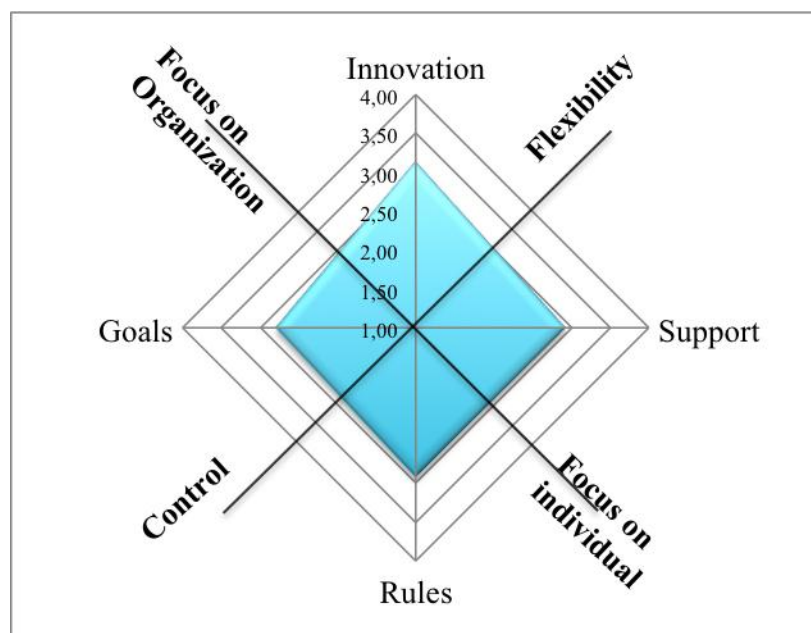 Innovation
Focus on
Organization
Flexibility
4,00
3,50
3,00
2,50
2,00
1,50
1,00
Goals
Support
Control
Focus on
individual
Rules